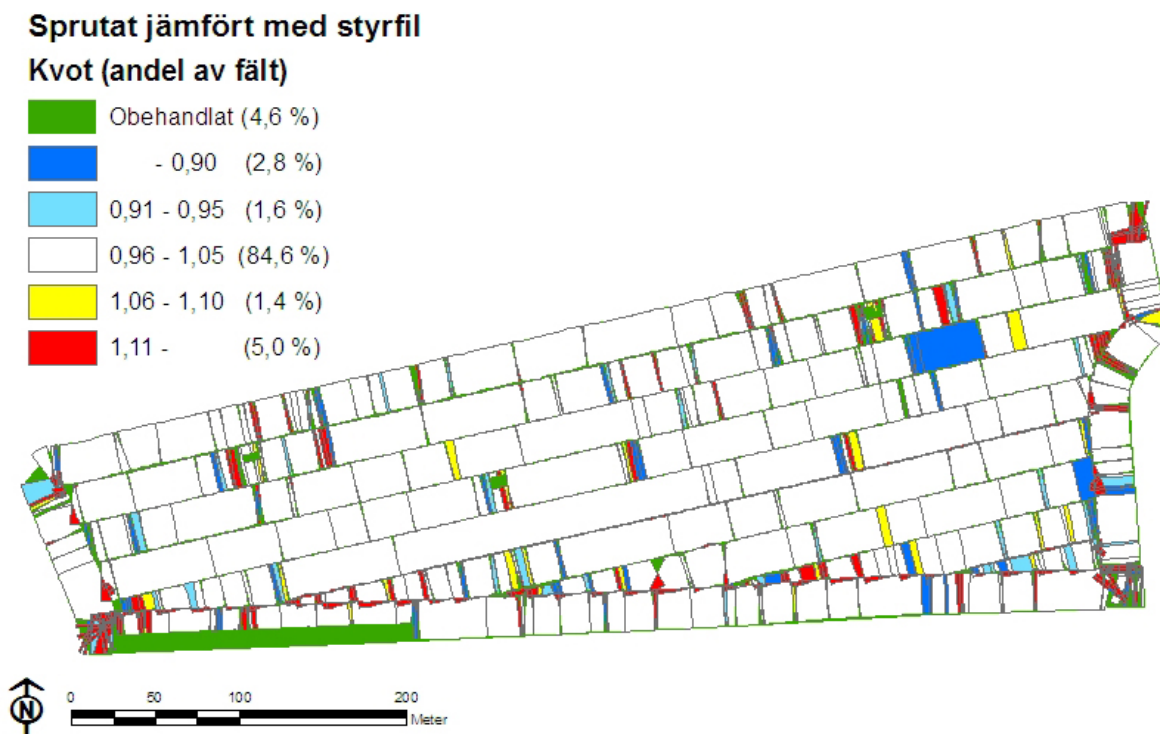 Sprutat jämfört med styrfil
Kvot (andel av fält)
Obehandlat (4,6 %)
- 0,90 (2,8 %)
0,91 - 0,95 (1,6 %)
0,96 - 1,05 (84,6 %)
1,06 - 1,10 (1,4 %)
1,11 - (5,0 %)
N
0 50 100 200
Meter